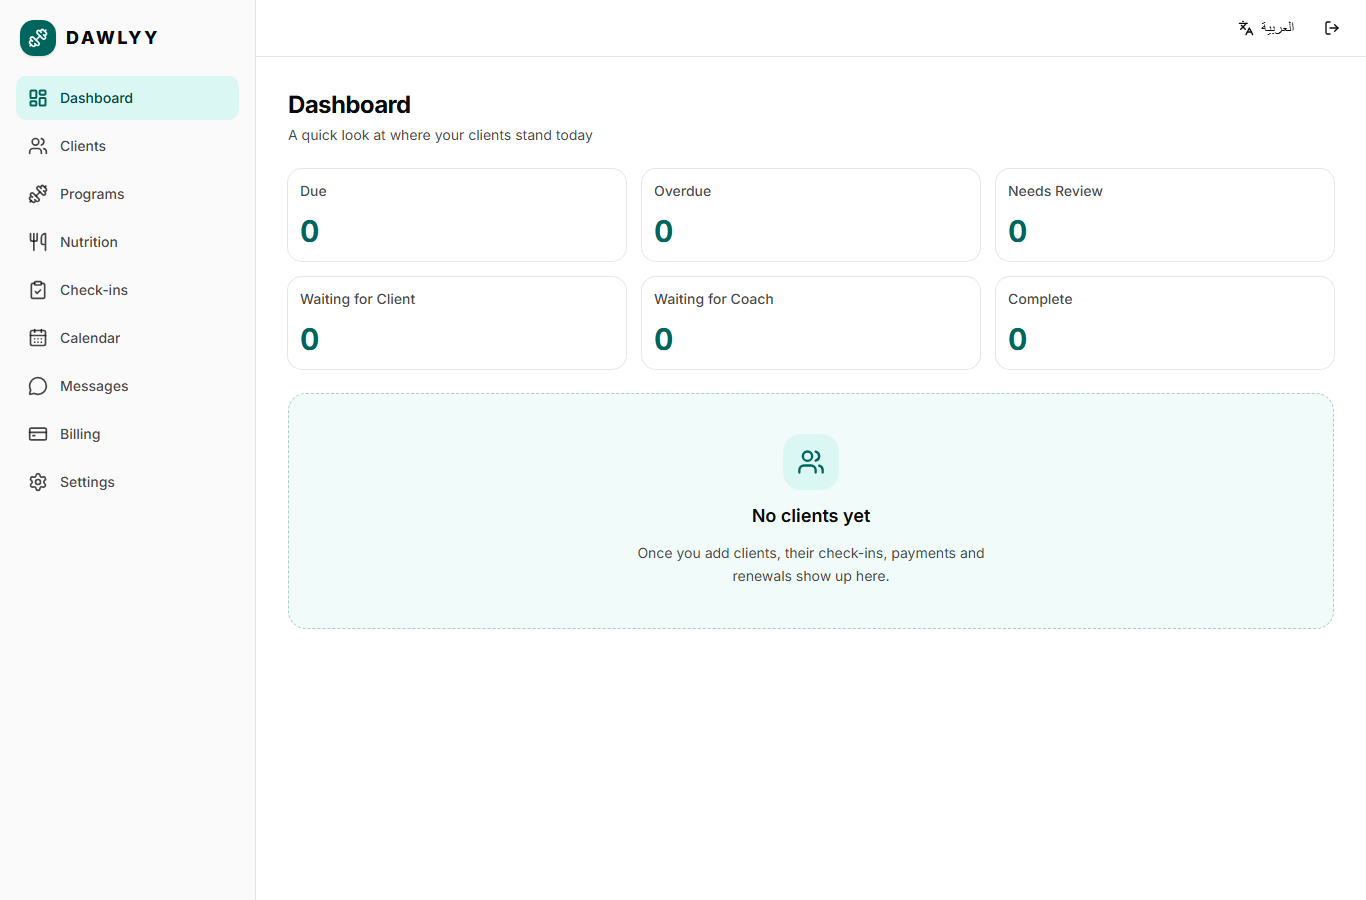 DAWLYY
العربية
Dashboard
Clients
Programs
Nutrition
Check-ins
Calendar
Messages
Billing
Settings
Dashboard
A quick look at where your clients stand today
Due
0
Overdue
0
Needs Review
0
Waiting for Client
0
Waiting for Coach
0
Complete
0
No clients yet
Once you add clients, their check-ins, payments and
renewals show up here.